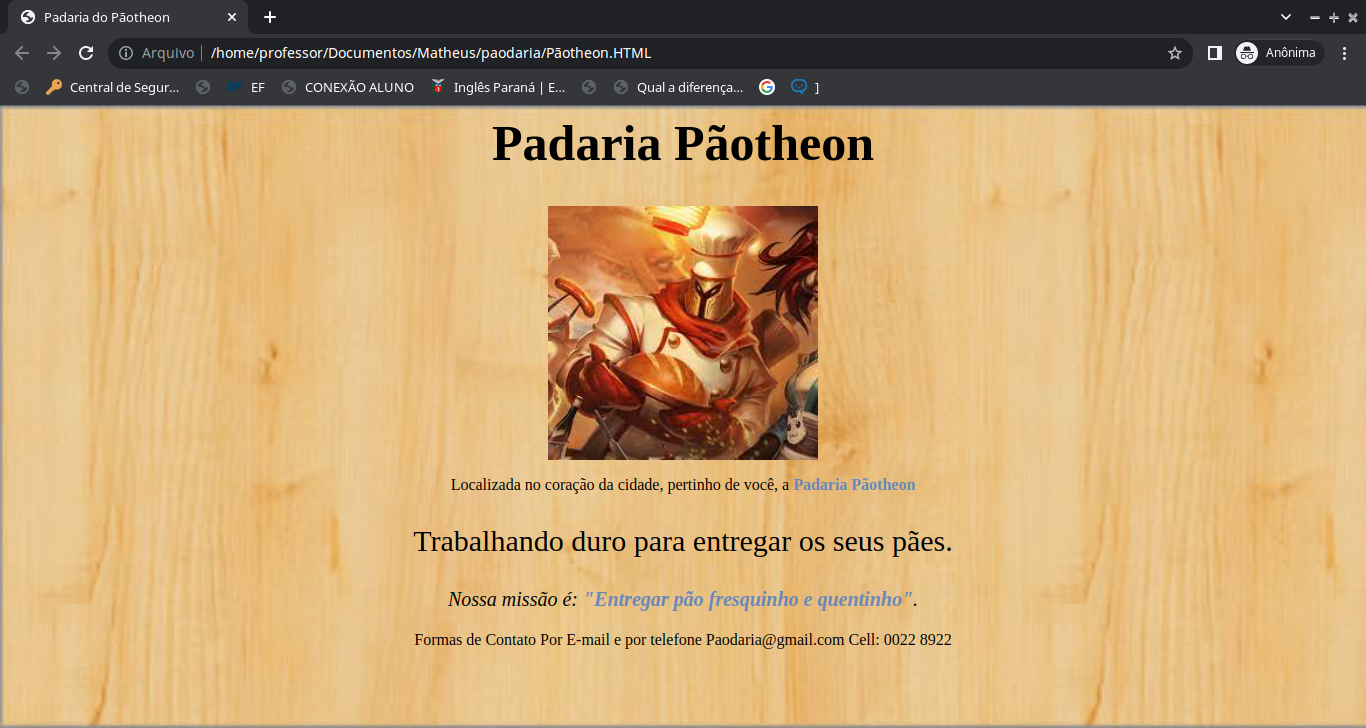 Padaria do Pãotheon
Arquivo
/home/professor/Documentos/Matheus/paodaria/Pãotheon.HTML
Anônima
Central de Segur...
EF
CONEXÃO ALUNO
Inglês Paraná | E...
Qual a diferença...
]
Padaria Pãotheon
Localizada no coração da cidade, pertinho de você, a Padaria Pãotheon
Trabalhando duro para entregar os seus pães.
Nossa missão é: "Entregar pão fresquinho e quentinho".
Formas de Contato Por E-mail e por telefone Paodaria@gmail.com Cell: 0022 8922